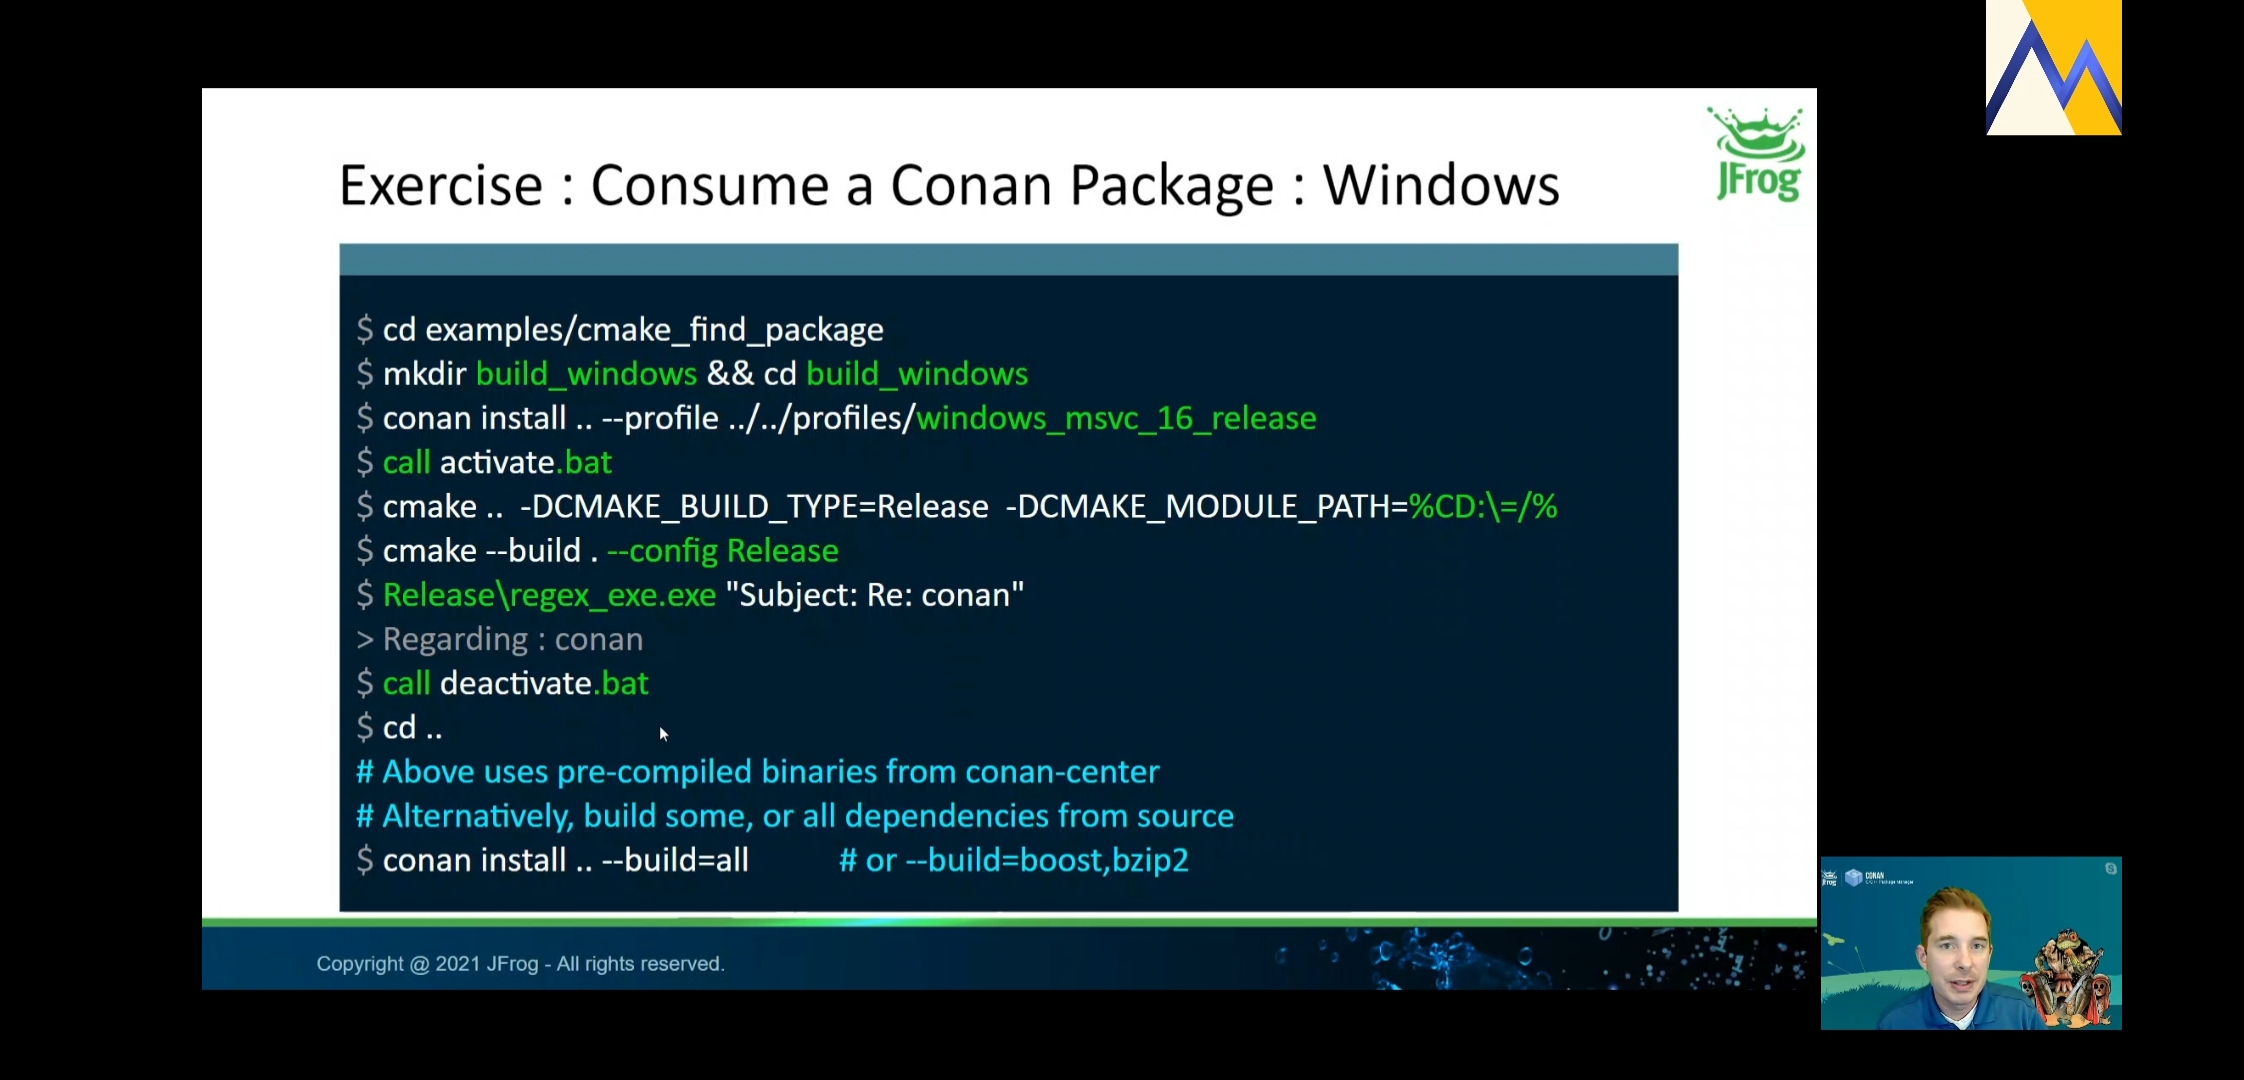 Exercise : Consume a Conan Package : Windows
JFrog
$ cd examples/cmake_find_package
$ mkdir build_windows && cd build_windows
$ conan install .. --profile ../../profiles/windows_msvc_16_release
$ call activate.bat
$ cmake .. -DCMAKE_BUILD_TYPE=Release -DCMAKE_MODULE_PATH=%CD:\=/%
$ cmake --build . --config Release
$ Release\regex_exe.exe "Subject: Re: conan"
> Regarding : conan
$ call deactivate.bat
$ cd ..
# Above uses pre-compiled binaries from conan-center
# Alternatively, build some, or all dependencies from source
$ conan install .. --build=all # or --build=boost,bzip2
Copyright @ 2021 JFrog - All rights reserved.
JFrog
CONAN